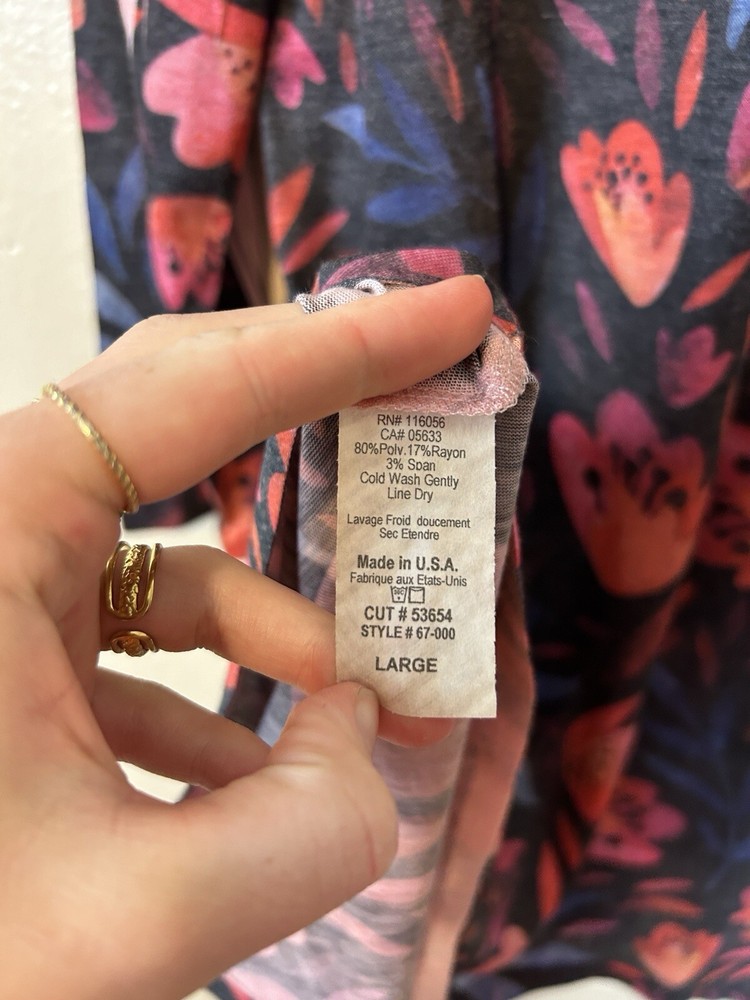 RN# 116056
CA# 05633
80%Poly.17%Rayon
3% Span
Cold Wash Gently
Line Dry
Lavage Froid doucement
Sec Etendre
Made in U.S.A.
Fabrique aux Etats-Unis
CUT # 53654
STYLE # 67-000
LARGE